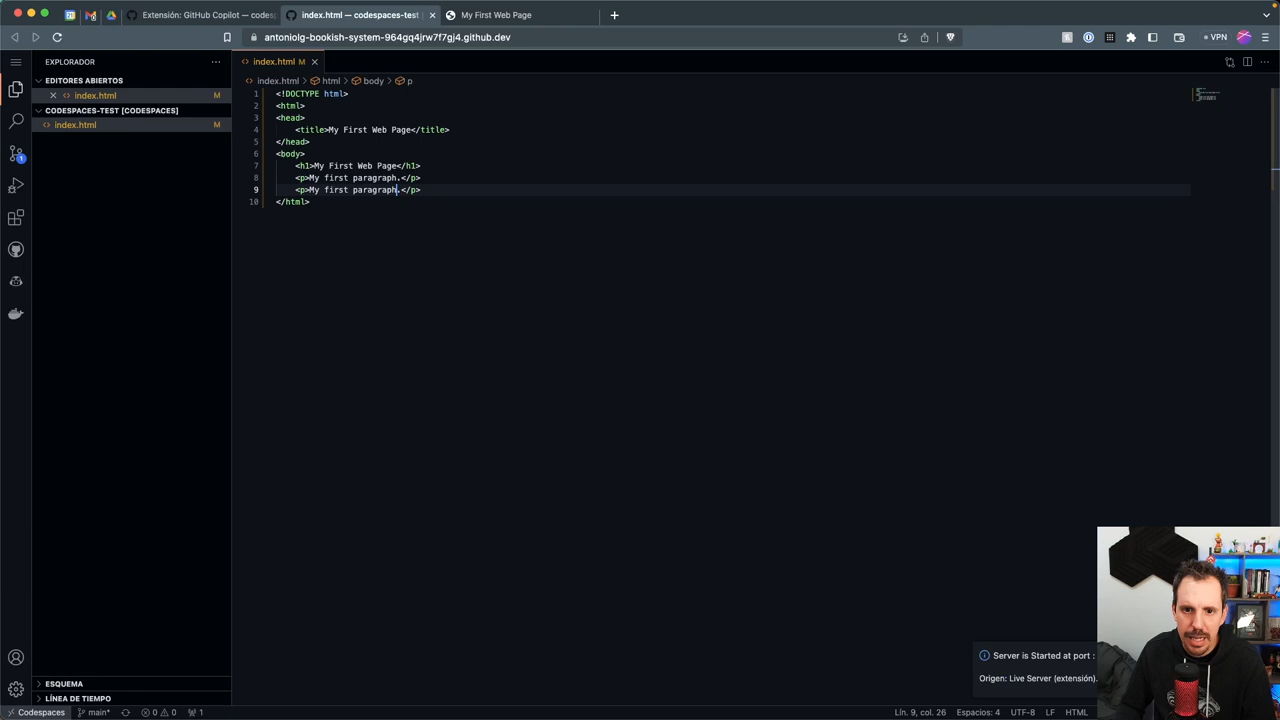 Extensión: GitHub Copilot — codes
index.html — codespaces-test
My First Web Page
antoniolg-bookish-system-964gq4jrw7f7gj4.github.dev
VPN
EXPLORADOR
EDITORES ABIERTOS
index.html
M
CODESPACES-TEST [CODESPACES]
index.html
M
1
ESQUEMA
LÍNEA DE TIEMPO
index.html M
index.html
html
body
p
1 <!DOCTYPE html>
2 <html>
3 <head>
4 <title>My First Web Page</title>
5 </head>
6 <body>
7 <h1>My First Web Page</h1>
8 <p>My first paragraph.</p>
9 <p>My first paragraph.</p>
10 </html>
Server is Started at port :
Origen: Live Server (extensión).
Codespaces
main*
0
0
1
Lín. 9, col. 26
Espacios: 4
UTF-8
LF
HTML